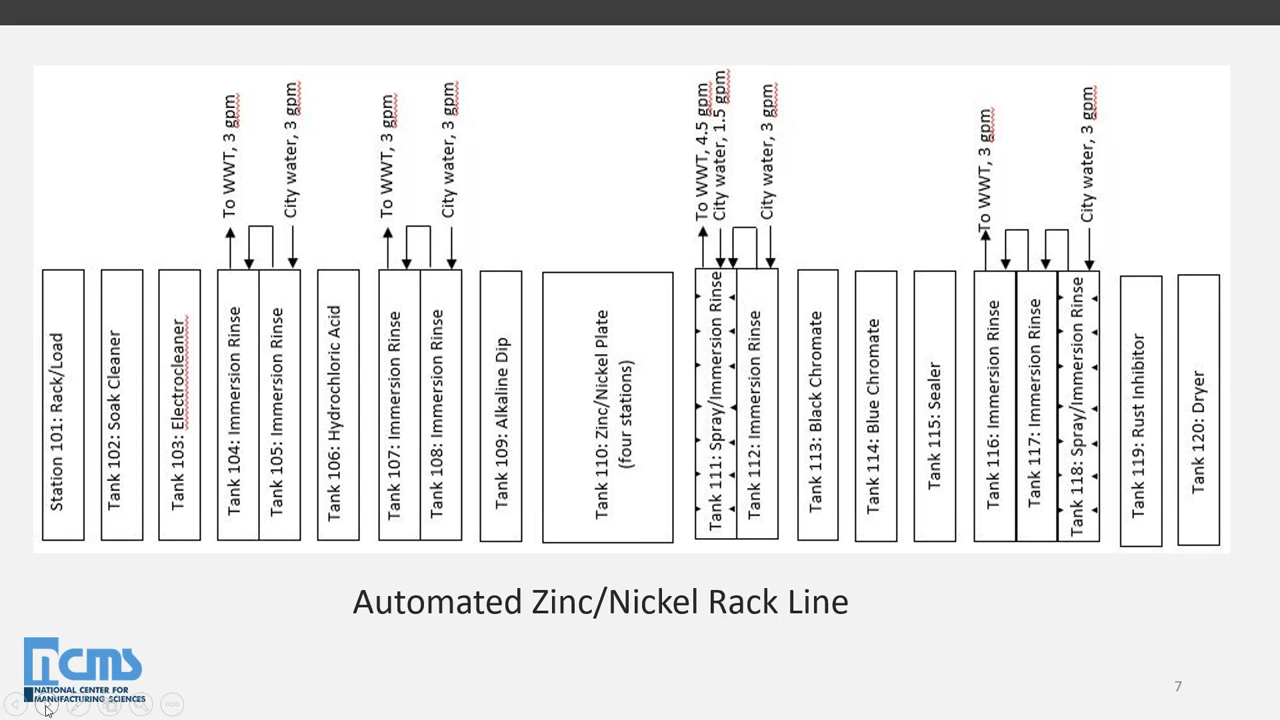 To WWT, 3 gpm
City water, 3 gpm
To WWT, 3 gpm
City water, 3 gpm
To WWT, 4.5 gpm
City water, 1.5 gpm
City water, 3 gpm
To WWT, 3 gpm
City water, 3 gpm
Station 101: Rack/Load
Tank 102: Soak Cleaner
Tank 103: Electrocleaner
Tank 104: Immersion Rinse
Tank 105: Immersion Rinse
Tank 106: Hydrochloric Acid
Tank 107: Immersion Rinse
Tank 108: Immersion Rinse
Tank 109: Alkaline Dip
Tank 110: Zinc/Nickel Plate
(four stations)
Tank 111: Spray/Immersion Rinse
Tank 112: Immersion Rinse
Tank 113: Black Chromate
Tank 114: Blue Chromate
Tank 115: Sealer
Tank 116: Immersion Rinse
Tank 117: Immersion Rinse
Tank 118: Spray/Immersion Rinse
Tank 119: Rust Inhibitor
Tank 120: Dryer
Automated Zinc/Nickel Rack Line
ncms
NATIONAL CENTER FOR
MANUFACTURING SCIENCES
7